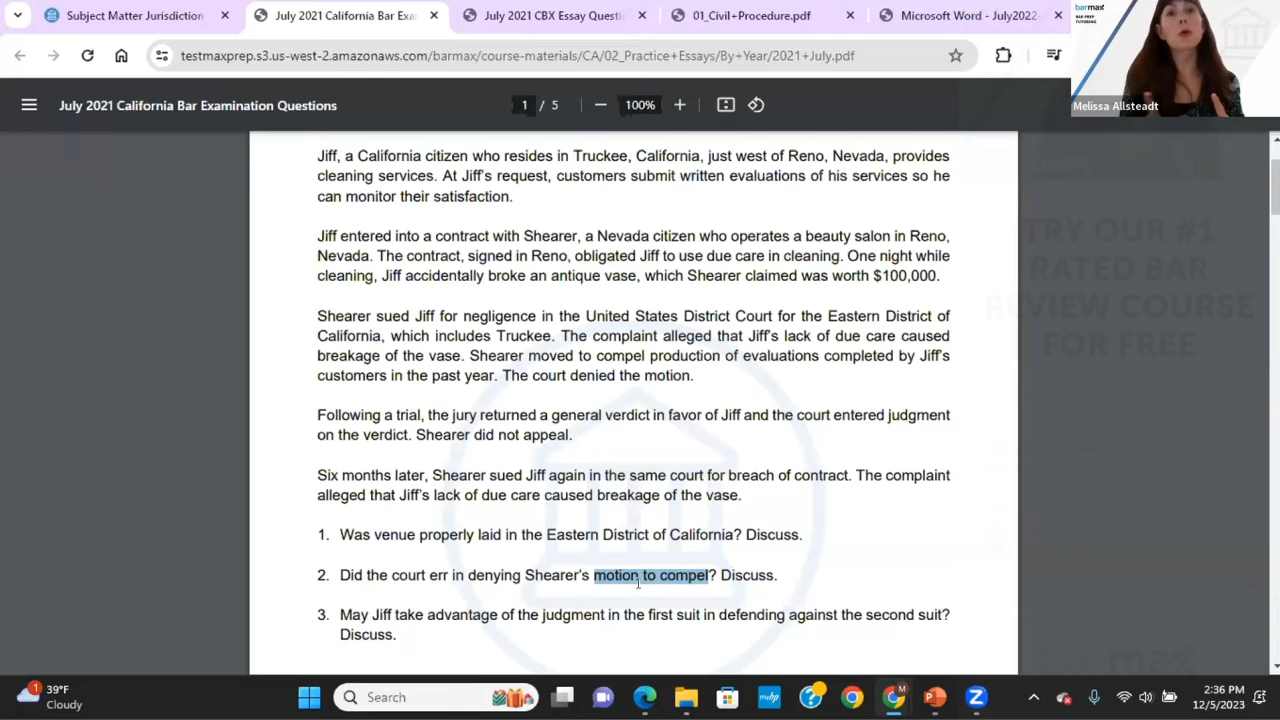 Subject Matter Jurisdiction
July 2021 California Bar Exa
July 2021 CBX Essay Questi
01_Civil+Procedure.pdf
Microsoft Word - July2022-
testmaxprep.s3.us-west-2.amazonaws.com/barmax/course-materials/CA/02_Practice+Essays/By+Year/2021+July.pdf
barmax
BAR PREP
TUTORING
Melissa Allsteadt
July 2021 California Bar Examination Questions
1 / 5
100%
Jiff, a California citizen who resides in Truckee, California, just west of Reno, Nevada, provides
cleaning services. At Jiff's request, customers submit written evaluations of his services so he
can monitor their satisfaction.
Jiff entered into a contract with Shearer, a Nevada citizen who operates a beauty salon in Reno,
Nevada. The contract, signed in Reno, obligated Jiff to use due care in cleaning. One night while
cleaning, Jiff accidentally broke an antique vase, which Shearer claimed was worth $100,000.
Shearer sued Jiff for negligence in the United States District Court for the Eastern District of
California, which includes Truckee. The complaint alleged that Jiff's lack of due care caused
breakage of the vase. Shearer moved to compel production of evaluations completed by Jiff's
customers in the past year. The court denied the motion.
Following a trial, the jury returned a general verdict in favor of Jiff and the court entered judgment
on the verdict. Shearer did not appeal.
Six months later, Shearer sued Jiff again in the same court for breach of contract. The complaint
alleged that Jiff's lack of due care caused breakage of the vase.
1. Was venue properly laid in the Eastern District of California? Discuss.
2. Did the court err in denying Shearer's motion to compel? Discuss.
3. May Jiff take advantage of the judgment in the first suit in defending against the second suit?
Discuss.
TRY OUR #1
RATED BAR
REVIEW COURSE
FOR FREE
barmax
1
39°F
Cloudy
Search
2:36 PM
12/5/2023